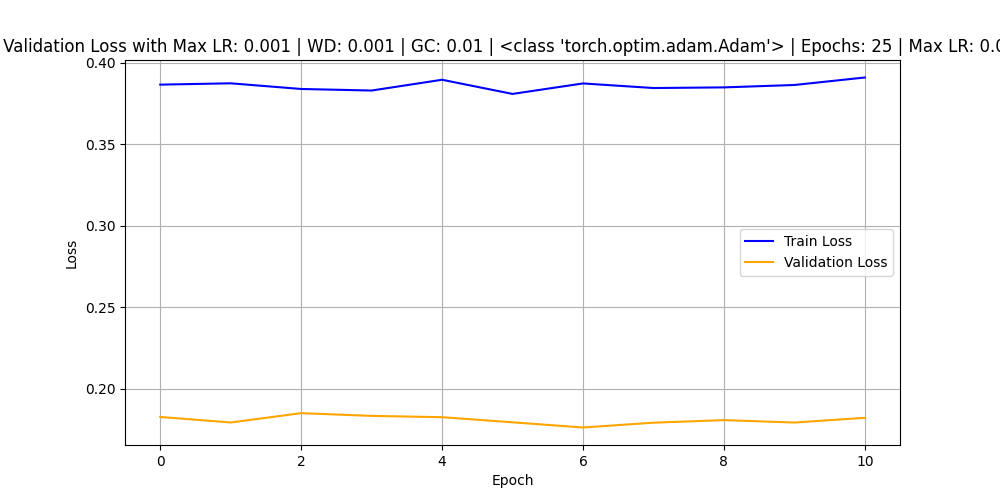 Validation Loss with Max LR: 0.001 | WD: 0.001 | GC: 0.01 | <class 'torch.optim.adam.Adam'> | Epochs: 25 | Max LR: 0.0
0.40
0.35
0.30
0.25
0.20
Loss
Train Loss
Validation Loss
0 2 4 6 8 10
Epoch